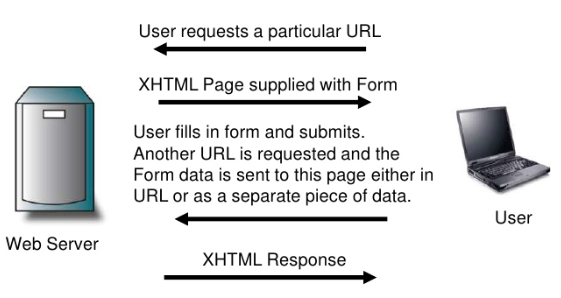 User requests a particular URL
XHTML Page supplied with Form
User fills in form and submits.
Another URL is requested and the
Form data is sent to this page either in
URL or as a separate piece of data.
User
Web Server
XHTML Response